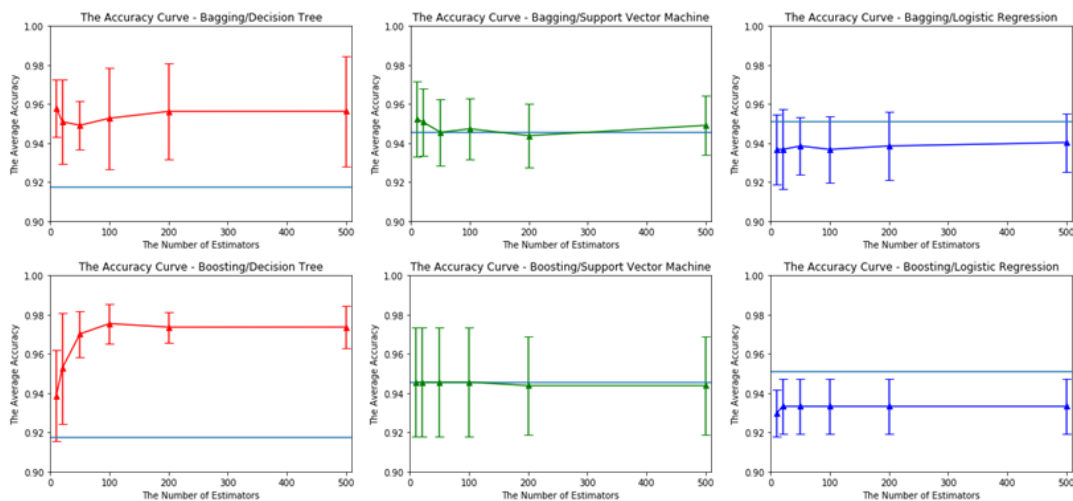 The Accuracy Curve - Bagging/Decision Tree
The Average Accuracy
1.00
0.98
0.96
0.94
0.92
0.90
0 100 200 300 400 500
The Number of Estimators
The Accuracy Curve - Bagging/Support Vector Machine
The Average Accuracy
1.00
0.98
0.96
0.94
0.92
0.90
0 100 200 300 400 500
The Number of Estimators
The Accuracy Curve - Bagging/Logistic Regression
The Average Accuracy
1.00
0.98
0.96
0.94
0.92
0.90
0 100 200 300 400 500
The Number of Estimators
The Accuracy Curve - Boosting/Decision Tree
The Average Accuracy
1.00
0.98
0.96
0.94
0.92
0.90
0 100 200 300 400 500
The Number of Estimators
The Accuracy Curve - Boosting/Support Vector Machine
The Average Accuracy
1.00
0.98
0.96
0.94
0.92
0.90
0 100 200 300 400 500
The Number of Estimators
The Accuracy Curve - Boosting/Logistic Regression
The Average Accuracy
1.00
0.98
0.96
0.94
0.92
0.90
0 100 200 300 400 500
The Number of Estimators